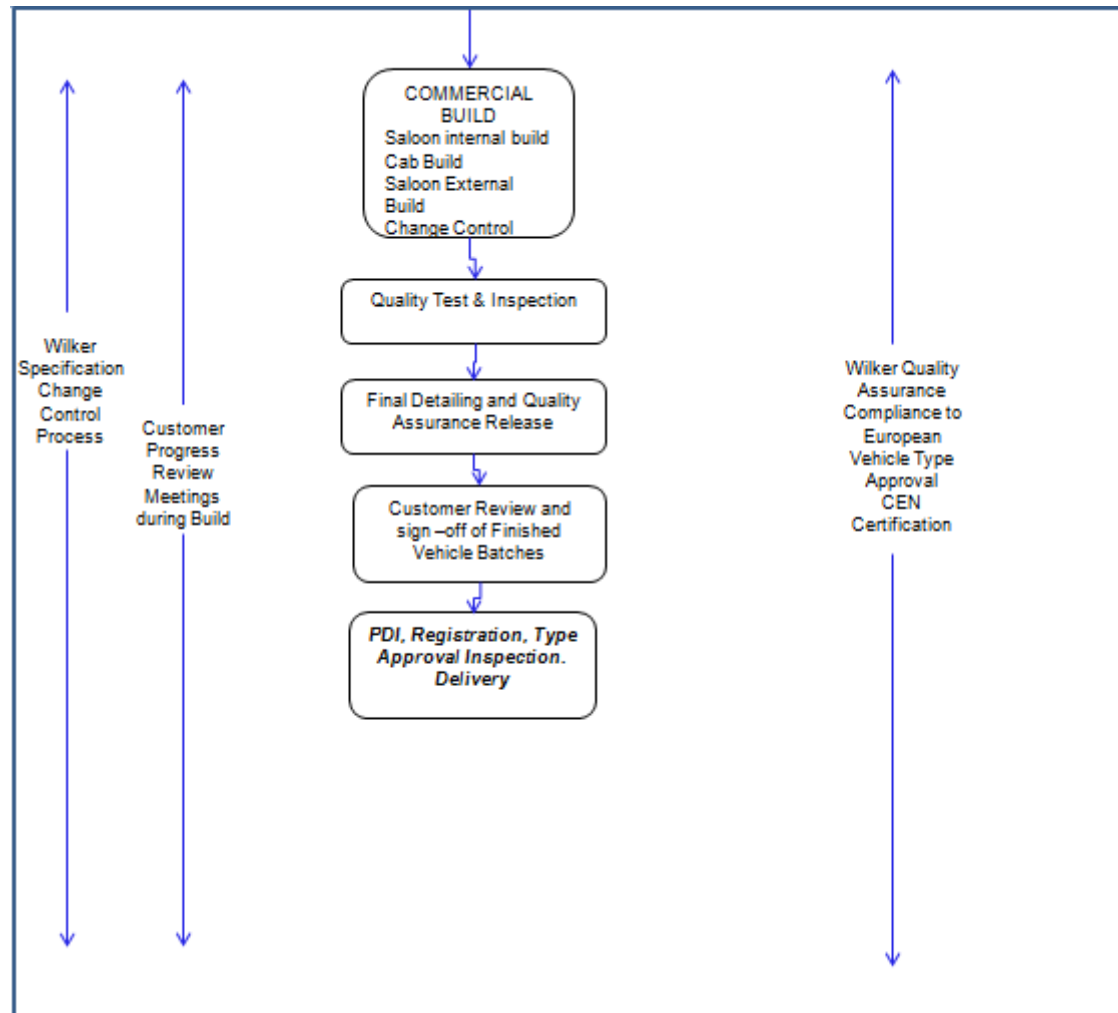 COMMERCIAL
BUILD
Saloon internal build
Cab Build
Saloon External
Build
Change Control
Quality Test & Inspection
Final Detailing and Quality
Assurance Release
Customer Review and
sign –off of Finished
Vehicle Batches
PDI, Registration, Type
Approval Inspection.
Delivery
Wilker
Specification
Change
Control
Process
Customer
Progress
Review
Meetings
during Build
Wilker Quality
Assurance
Compliance to
European
Vehicle Type
Approval
CEN
Certification